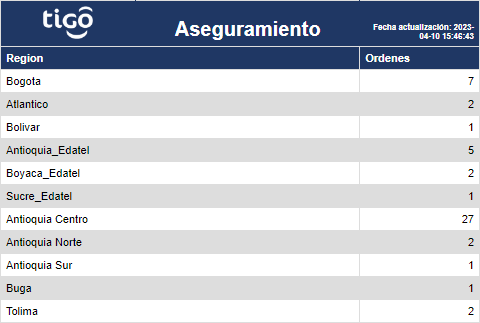 tigo
Aseguramiento
Fecha actualización: 2023-
04-10 15:46:43
Region Ordenes
Bogota 7
Atlantico 2
Bolivar 1
Antioquia_Edatel 5
Boyaca_Edatel 2
Sucre_Edatel 1
Antioquia Centro 27
Antioquia Norte 2
Antioquia Sur 1
Buga 1
Tolima 2